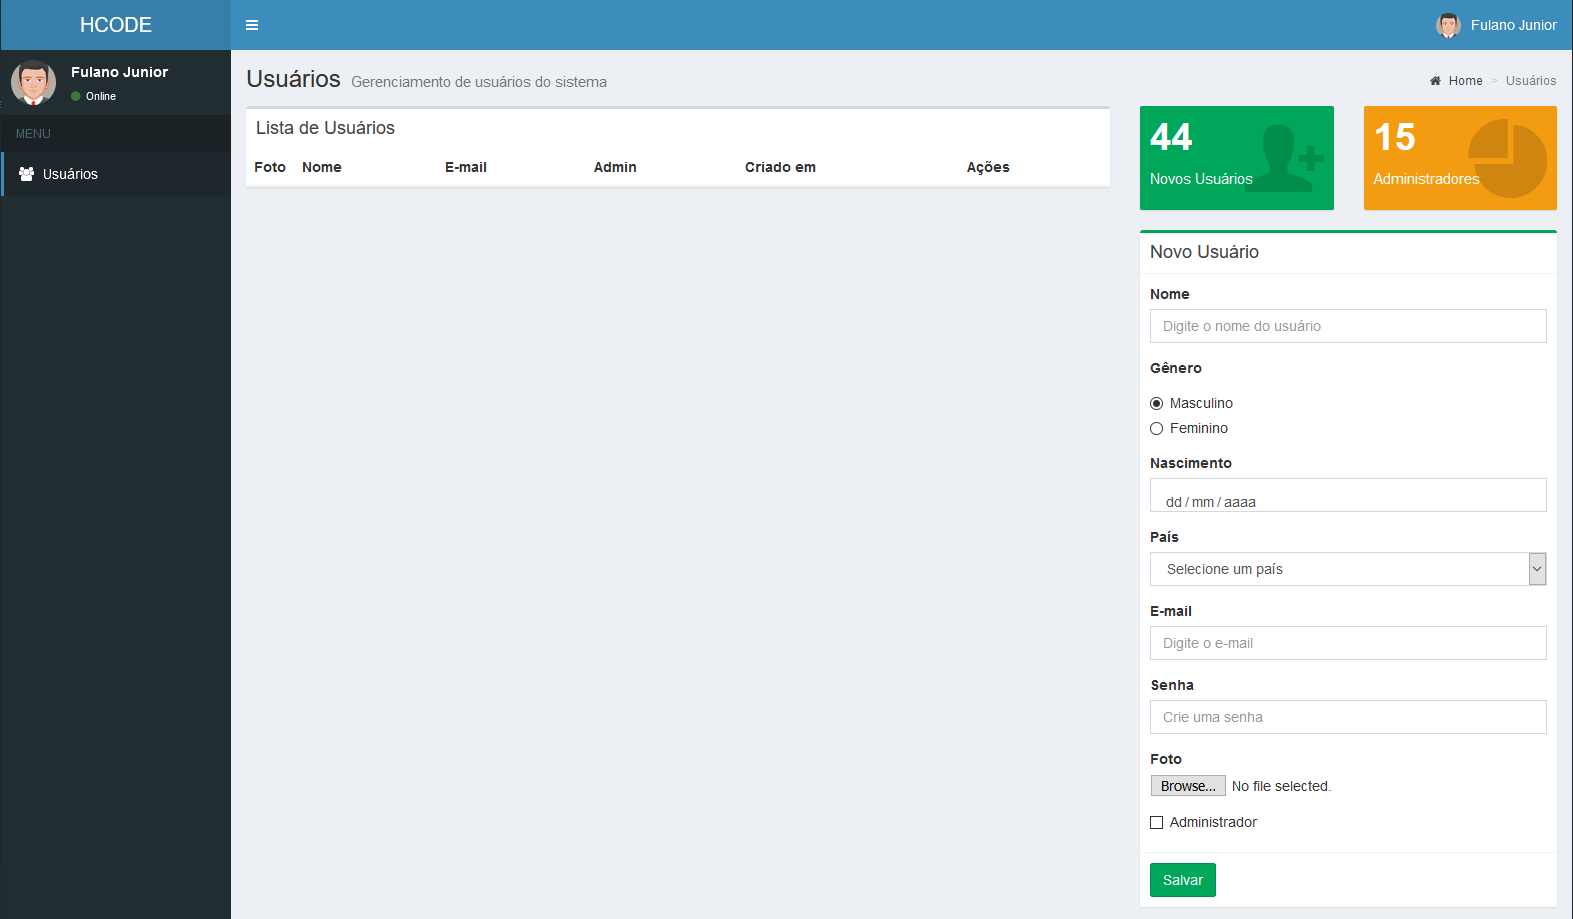 HCODE
Fulano Junior
Fulano Junior
Online
MENU
Usuários
Usuários Gerenciamento de usuários do sistema
Home > Usuários
Lista de Usuários
Foto Nome E-mail Admin Criado em Ações
44
Novos Usuários
15
Administradores
Novo Usuário
Nome
Digite o nome do usuário
Gênero
Masculino
Feminino
Nascimento
dd / mm / aaaa
País
Selecione um país
E-mail
Digite o e-mail
Senha
Crie uma senha
Foto
Browse... No file selected.
Administrador
Salvar